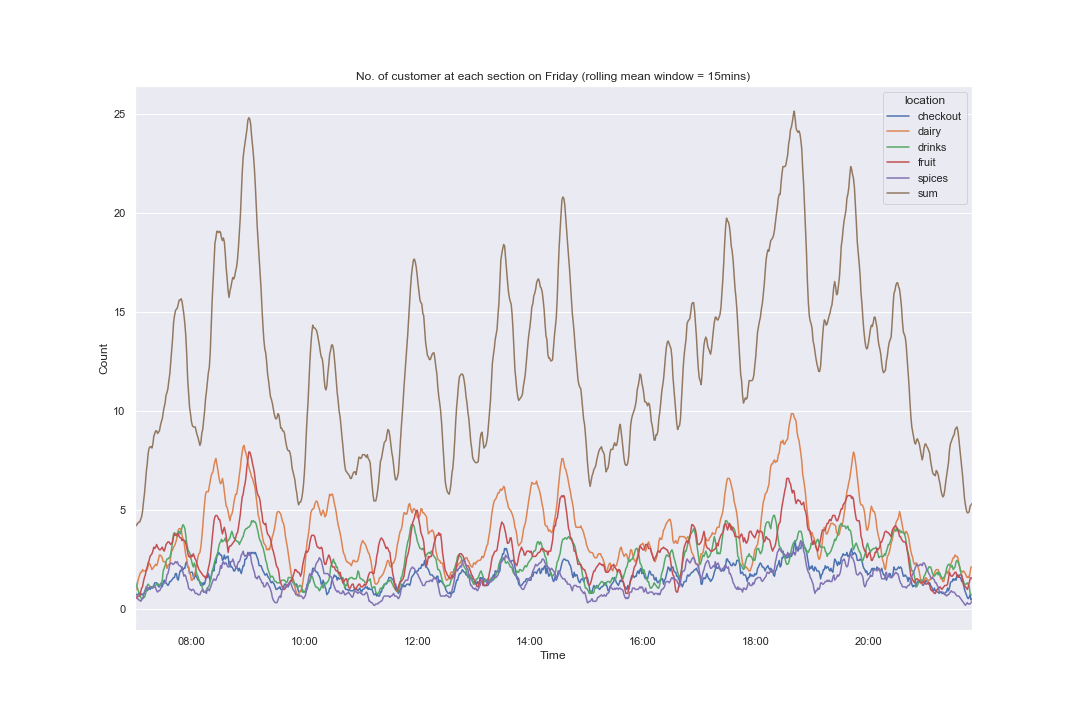 No. of customer at each section on Friday (rolling mean window = 15mins)
location
checkout
dairy
drinks
fruit
spices
sum
25
20
15
10
5
0
Count
08:00 10:00 12:00 14:00 16:00 18:00 20:00
Time